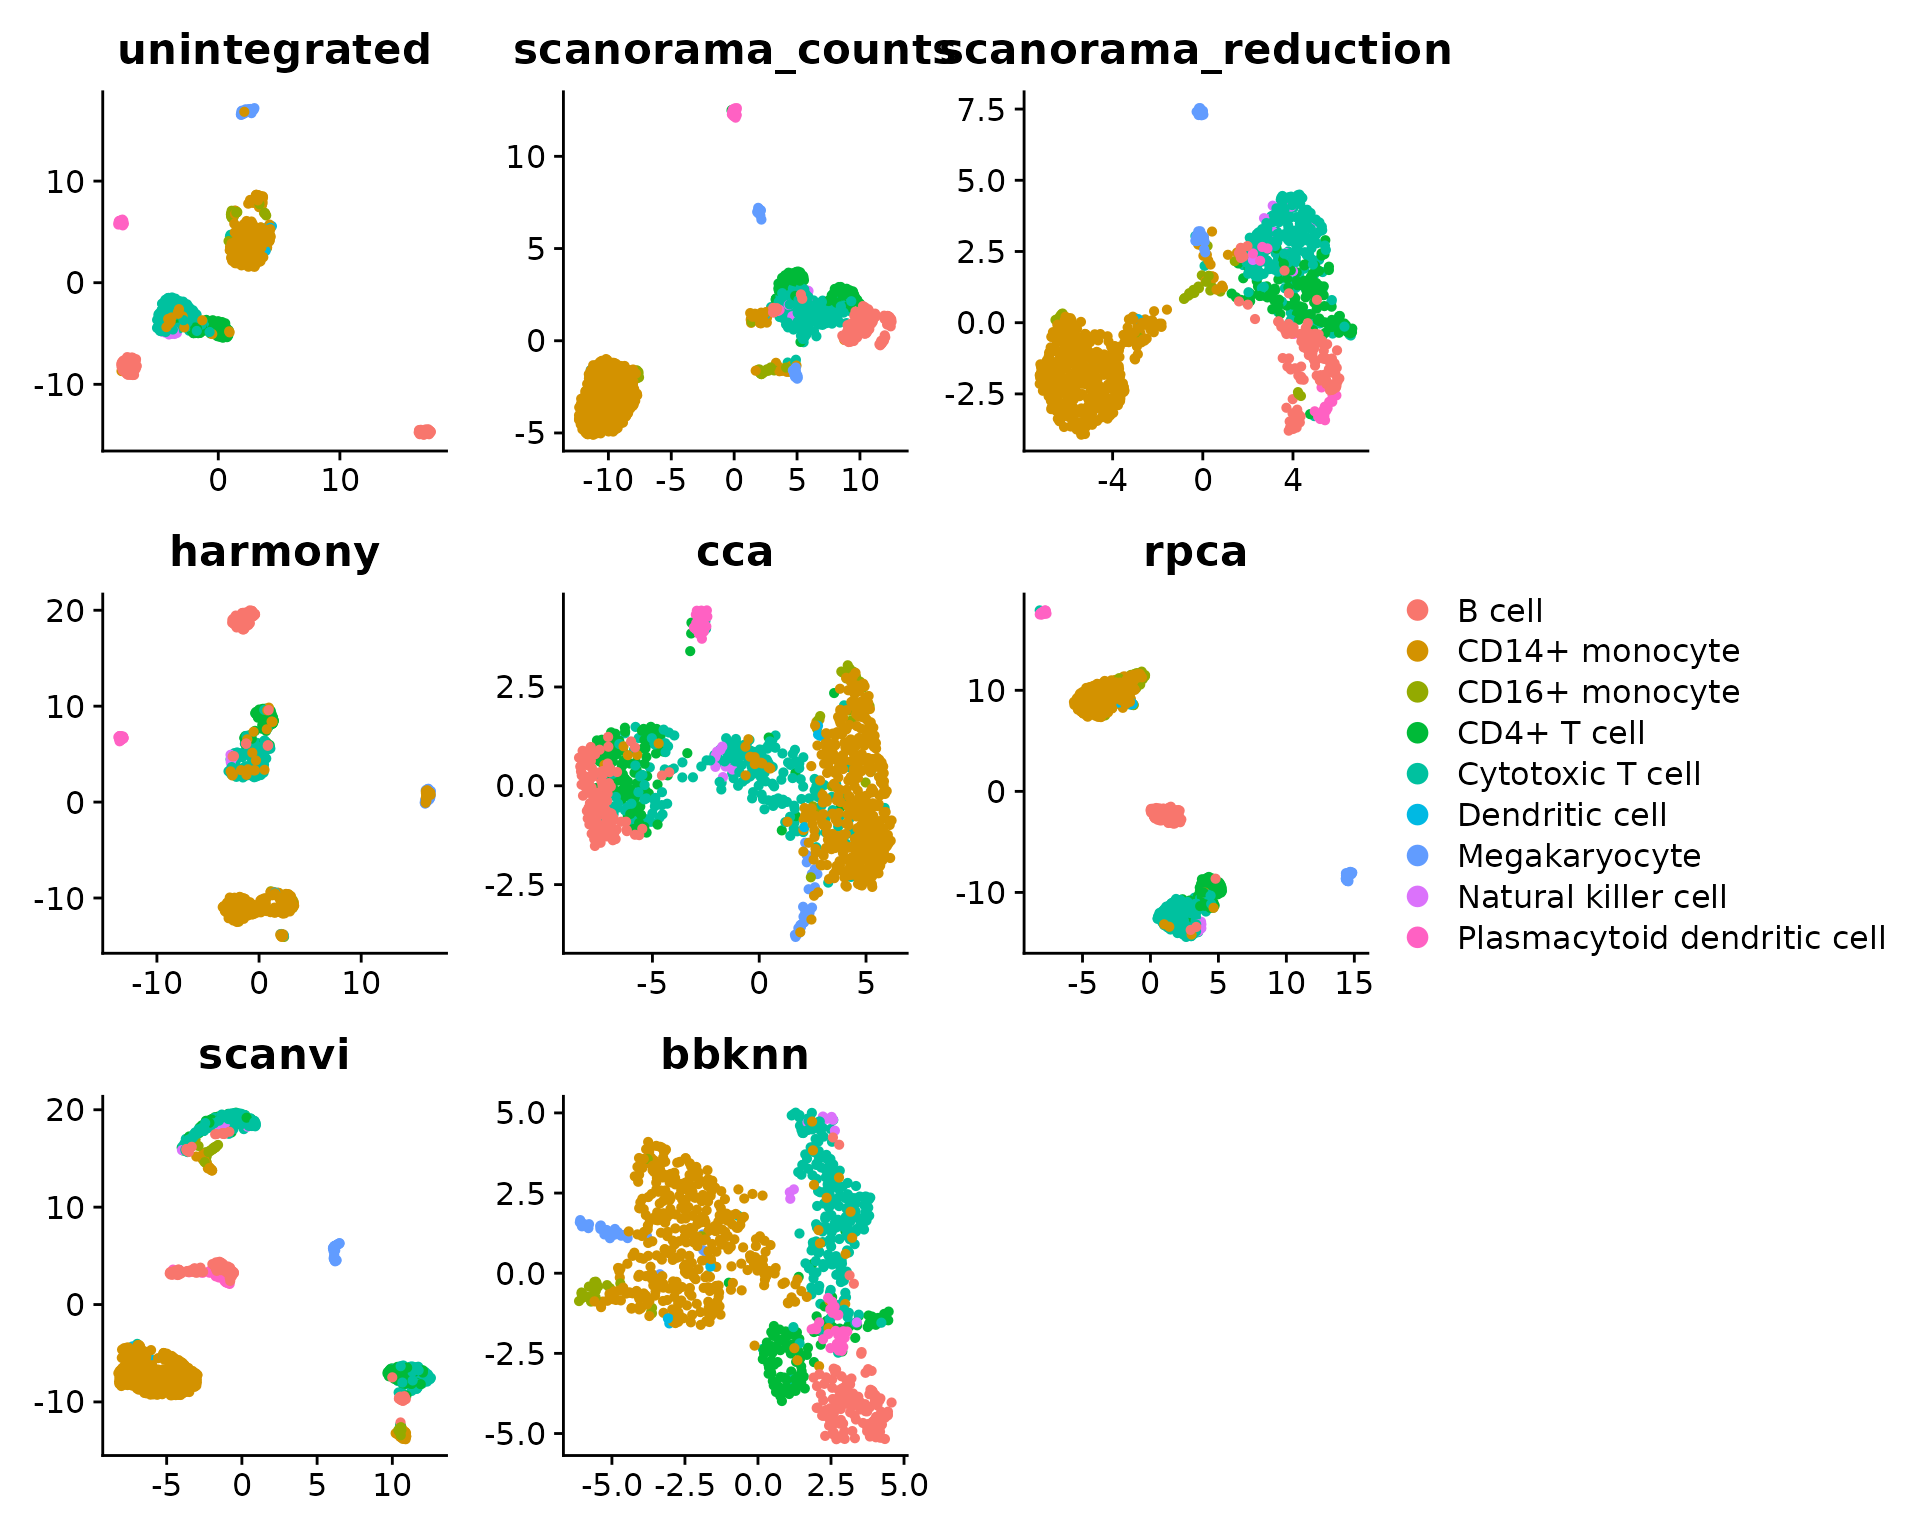 unintegrated
10
0
-10
0 10
scanorama_counts
10
5
0
-5
-10 -5 0 5 10
scanorama_reduction
7.5
5.0
2.5
0.0
-2.5
-4 0 4
harmony
20
10
0
-10
-10 0 10
cca
2.5
0.0
-2.5
-5 0 5
rpca
10
0
-10
-5 0 5 10 15
B cell
CD14+ monocyte
CD16+ monocyte
CD4+ T cell
Cytotoxic T cell
Dendritic cell
Megakaryocyte
Natural killer cell
Plasmacytoid dendritic cell
scanvi
20
10
0
-10
-5 0 5 10
bbknn
5.0
2.5
0.0
-2.5
-5.0
-5.0 -2.5 0.0 2.5 5.0